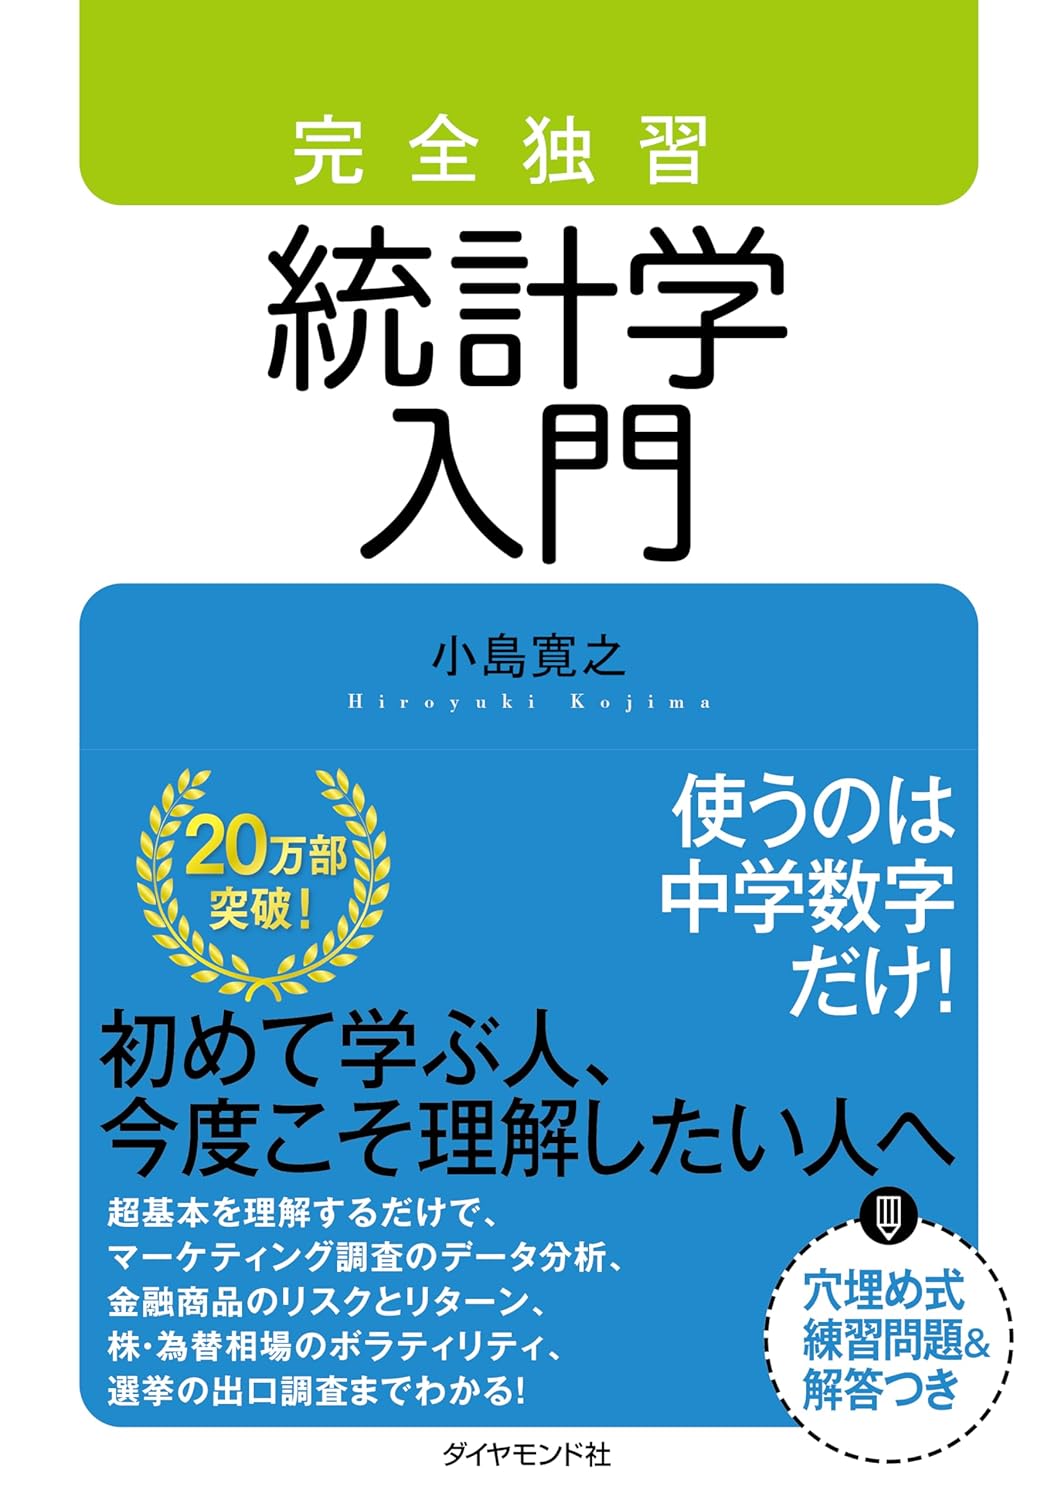 完全独習
統計学
入門
小島寛之
Hiroyuki Kojima
20万部
突破!
使うのは
中学数字
だけ!
初めて学ぶ人、
今度こそ理解したい人へ
超基本を理解するだけで、
マーケティング調査のデータ分析、
金融商品のリスクとリターン、
株・為替相場のボラティリティ、
選挙の出口調査までわかる!
穴埋め式
練習問題&
解答つき
ダイヤモンド社